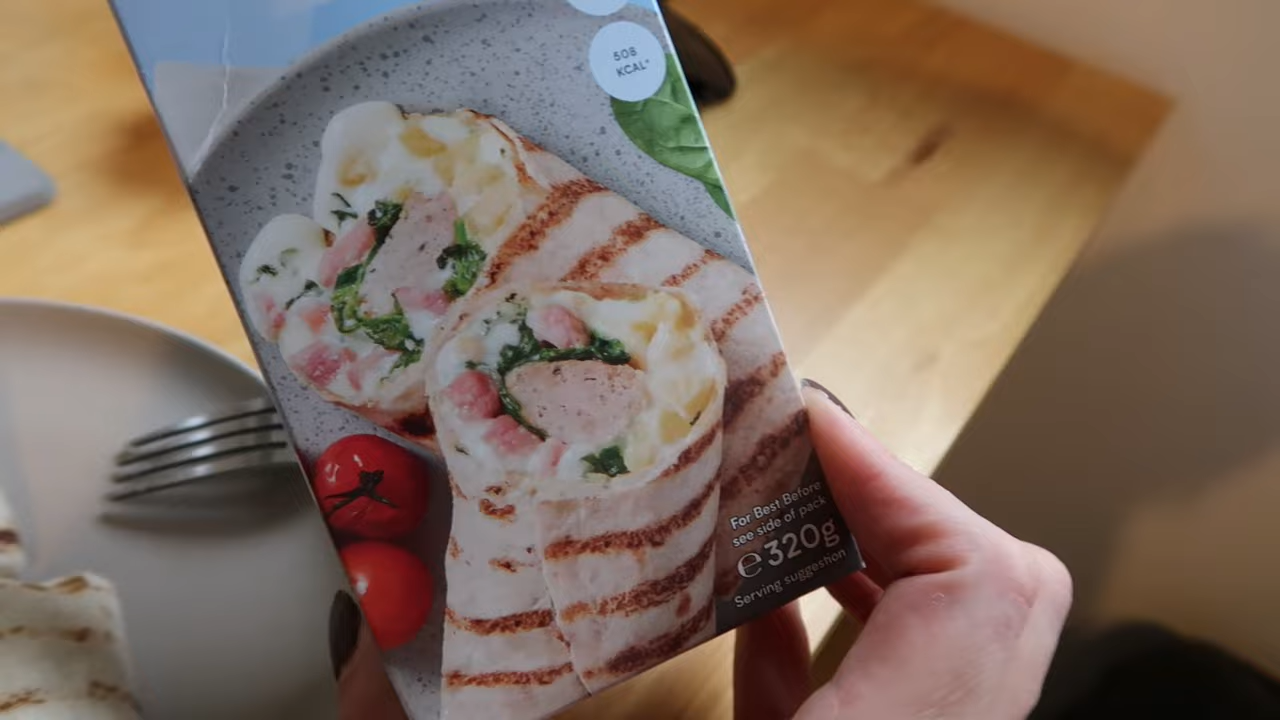 508
KCAL*
For Best Before
see side of pack
℮320g
Serving suggestion